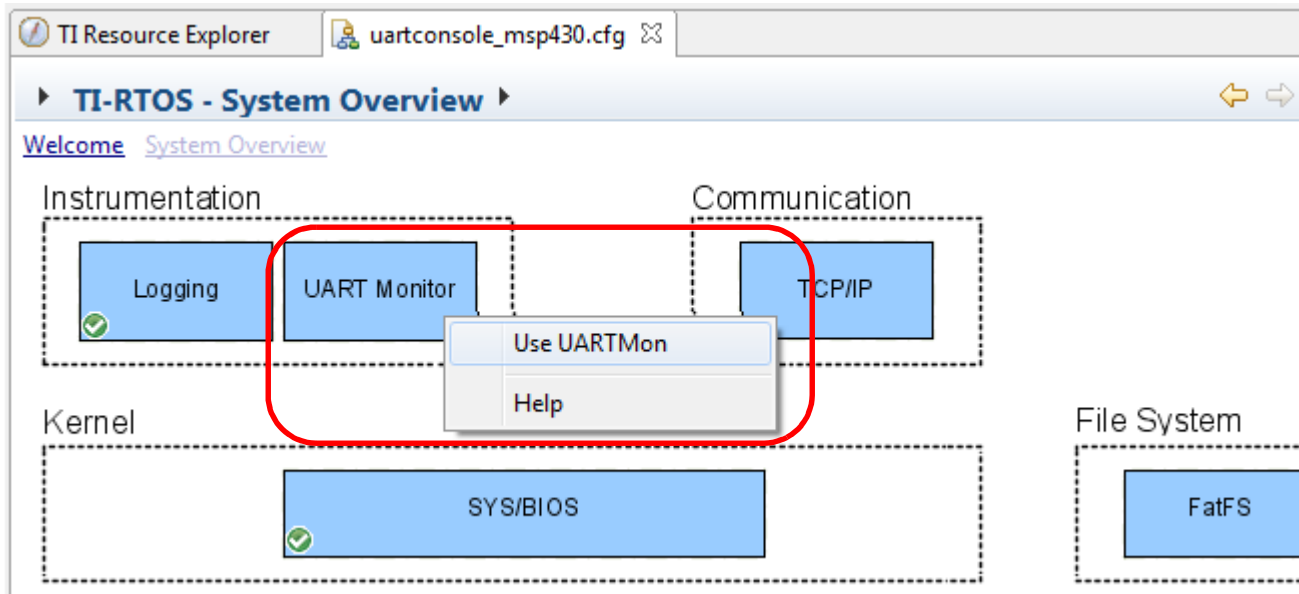 TI Resource Explorer uartconsole_msp430.cfg
TI-RTOS - System Overview
Welcome System Overview
Instrumentation Communication
Logging UART Monitor TCP/IP
Use UARTMon
Help
Kernel File System
SYS/BIOS FatFS